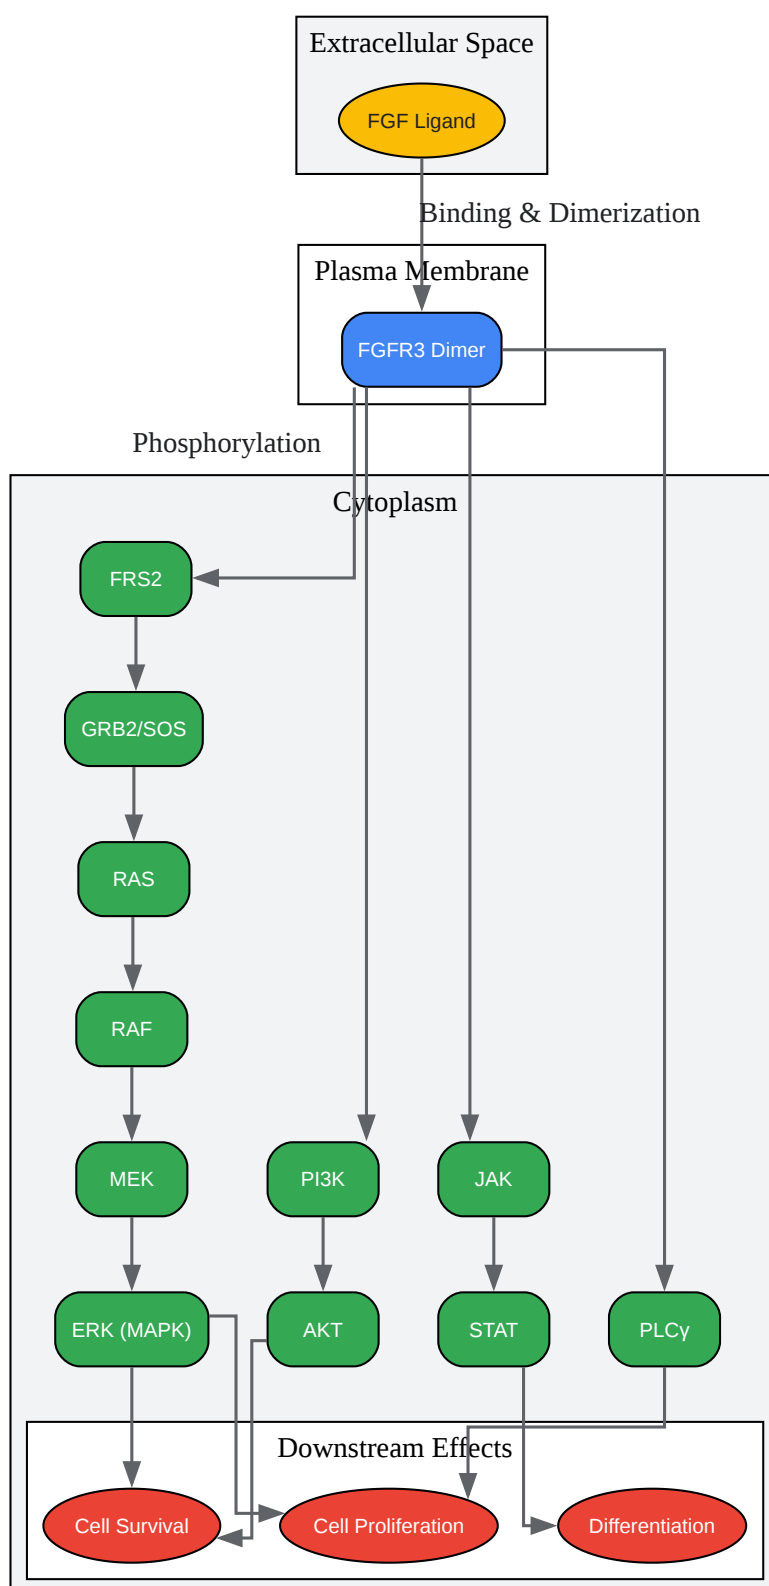 Extracellular Space
FGF Ligand
Binding & Dimerization
Plasma Membrane
FGFR3 Dimer
Phosphorylation
Cytoplasm
FRS2
GRB2/SOS
RAS
RAF
MEK
PI3K
JAK
ERK (MAPK)
AKT
STAT
PLCγ
Downstream Effects
Cell Survival
Cell Proliferation
Differentiation